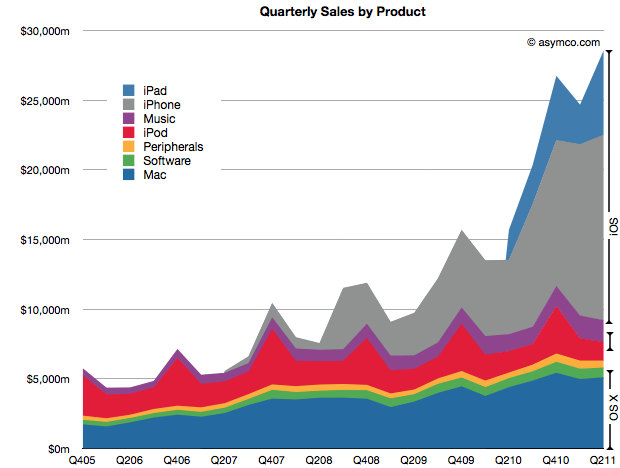 Quarterly Sales by Product
$30,000m
© asymco.com
iPad
iPhone
Music
iPod
Peripherals
Software
Mac
$25,000m
$20,000m
$15,000m
$10,000m
$5,000m
$0m
iOS
OS X
Q405
Q206
Q406
Q207
Q407
Q208
Q408
Q209
Q409
Q210
Q410
Q211